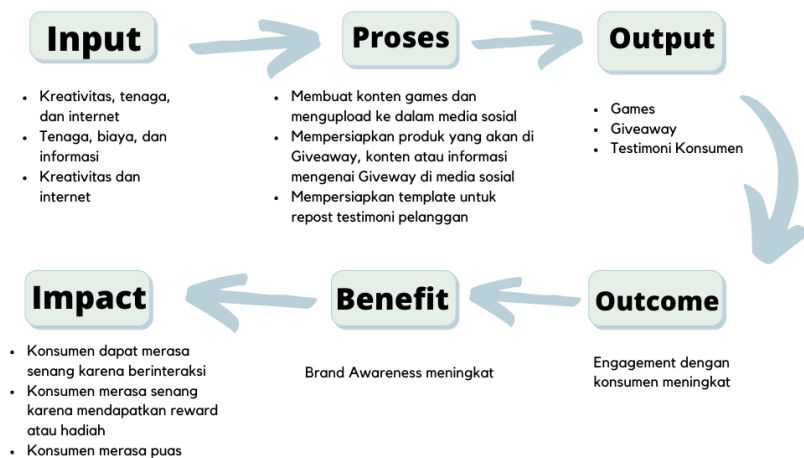 Input
Proses
Output
• Kreativitas, tenaga,
dan internet
• Tenaga, biaya, dan
informasi
• Kreativitas dan
internet
• Membuat konten games dan
mengupload ke dalam media sosial
• Mempersiapkan produk yang akan di
Giveaway, konten atau informasi
mengenai Giveway di media sosial
• Mempersiapkan template untuk
repost testimoni pelanggan
• Games
• Giveaway
• Testimoni Konsumen
Impact
Benefit
Outcome
• Konsumen dapat merasa
senang karena berinteraksi
• Konsumen merasa senang
karena mendapatkan reward
atau hadiah
• Konsumen merasa puas
Brand Awareness meningkat
Engagement dengan
konsumen meningkat